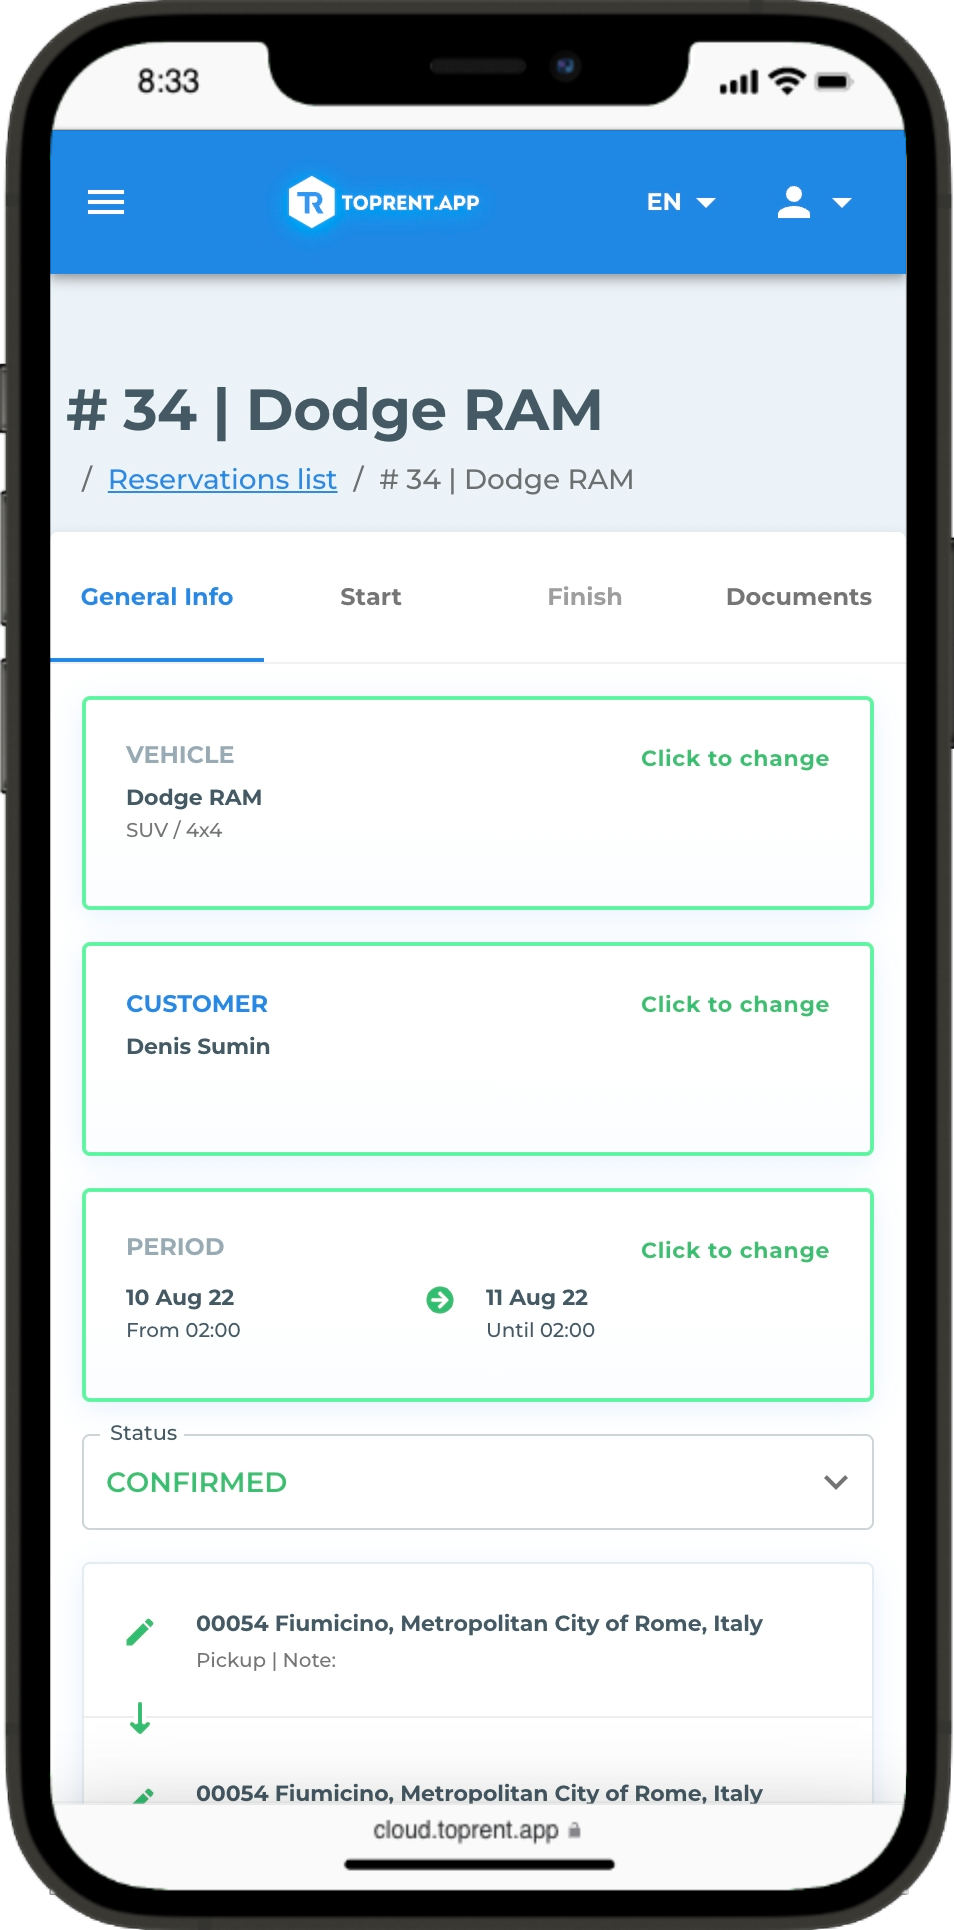 8:33
TR TOPRENT.APP EN
# 34 | Dodge RAM
/ Reservations list / # 34 | Dodge RAM
General Info Start Finish Documents
VEHICLE Click to change
Dodge RAM
SUV / 4x4
CUSTOMER Click to change
Denis Sumin
PERIOD Click to change
10 Aug 22 11 Aug 22
From 02:00 Until 02:00
Status
CONFIRMED
00054 Fiumicino, Metropolitan City of Rome, Italy
Pickup | Note:
00054 Fiumicino, Metropolitan City of Rome, Italy
cloud.toprent.app